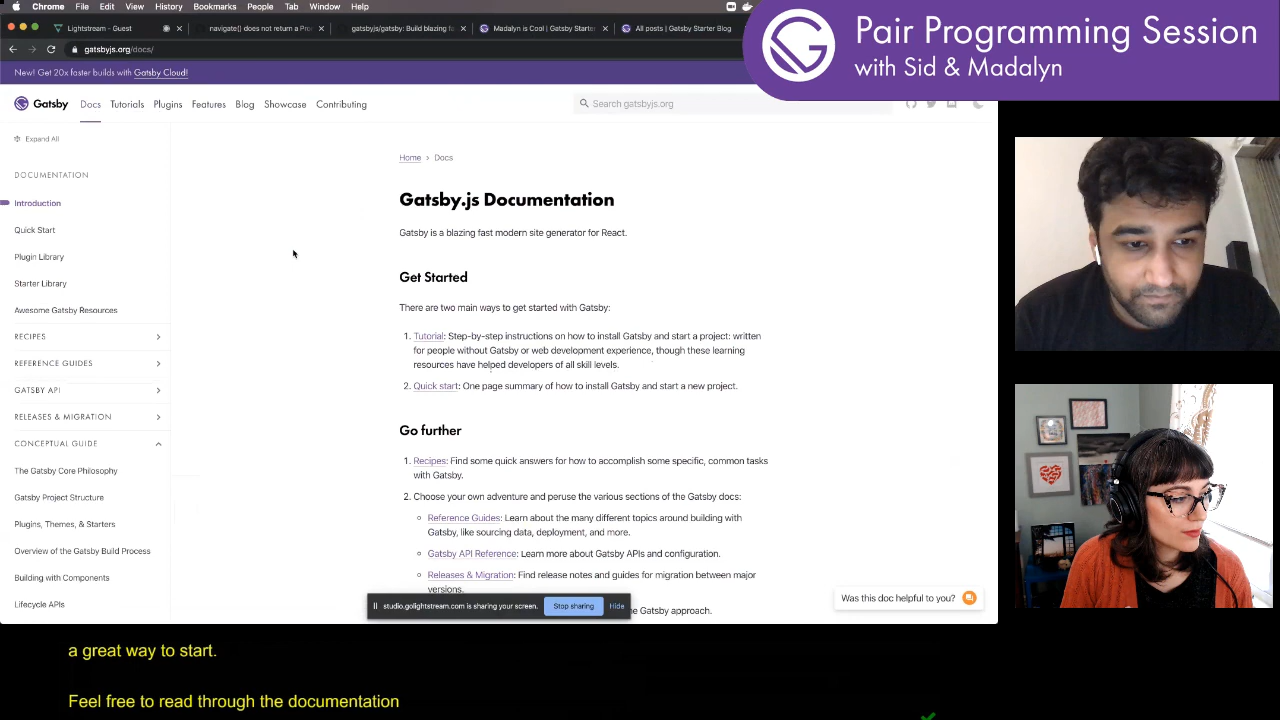 Chrome File Edit View History Bookmarks People Tab Window Help
Lightstream - Guest
navigate() does not return a Pro
gatsbyjs/gatsby: Build blazing f
Madalyn is Cool | Gatsby Starter
All posts | Gatsby Starter Blog
gatsbyjs.org/docs/
Pair Programming Session
with Sid & Madalyn
New! Get 20x faster builds with Gatsby Cloud!
Gatsby Docs Tutorials Plugins Features Blog Showcase Contributing
Search gatsbyjs.org
Expand All
DOCUMENTATION
Introduction
Quick Start
Plugin Library
Starter Library
Awesome Gatsby Resources
RECIPES
REFERENCE GUIDES
GATSBY API
RELEASES & MIGRATION
CONCEPTUAL GUIDE
The Gatsby Core Philosophy
Gatsby Project Structure
Plugins, Themes, & Starters
Overview of the Gatsby Build Process
Building with Components
Lifecycle APIs
Home › Docs
Gatsby.js Documentation
Gatsby is a blazing fast modern site generator for React.
Get Started
There are two main ways to get started with Gatsby:
1. Tutorial: Step-by-step instructions on how to install Gatsby and start a project: written
for people without Gatsby or web development experience, though these learning
resources have helped developers of all skill levels.
2. Quick start: One page summary of how to install Gatsby and start a new project.
Go further
1. Recipes: Find some quick answers for how to accomplish some specific, common tasks
with Gatsby.
2. Choose your own adventure and peruse the various sections of the Gatsby docs:
Reference Guides: Learn about the many different topics around building with
Gatsby, like sourcing data, deployment, and more.
Gatsby API Reference: Learn more about Gatsby APIs and configuration.
Releases & Migration: Find release notes and guides for migration between major
versions.
he Gatsby approach.
studio.golightstream.com is sharing your screen. Stop sharing Hide
Was this doc helpful to you?
a great way to start.
Feel free to read through the documentation